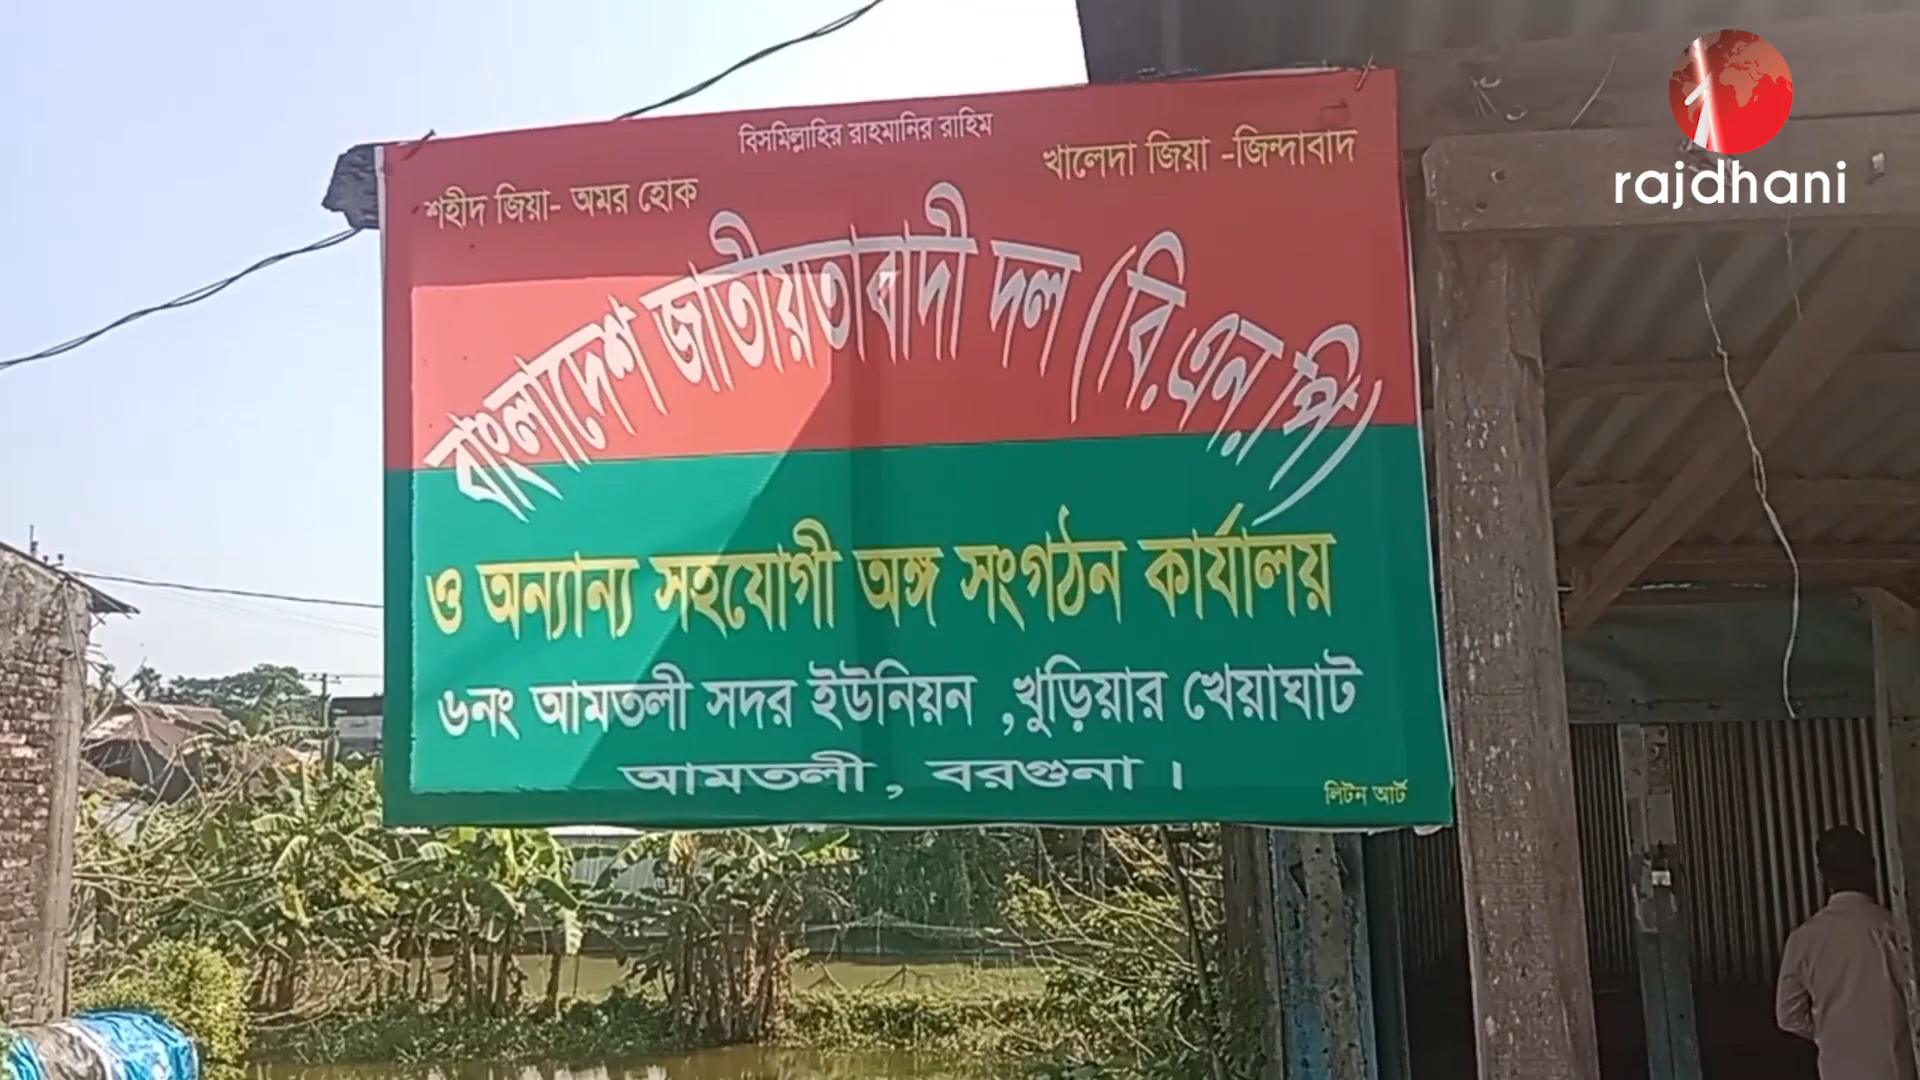 বিসমিল্লাহির রাহমানির রাহিম
শহীদ জিয়া- অমর হোক
খালেদা জিয়া -জিন্দাবাদ
বাংলাদেশ জাতীয়তাবাদী দল (বি.এন.পি)
ও অন্যান্য সহযোগী অঙ্গ সংগঠন কার্যালয়
৬নং আমতলী সদর ইউনিয়ন ,খুড়িয়ার খেয়াঘাট
আমতলী , বরগুনা ।
লিটন আর্ট
rajdhani